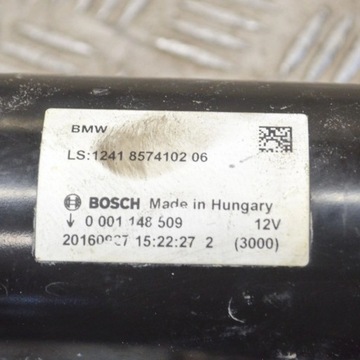 BMW
LS:1241 8574102 06
BOSCH Made in Hungary
↓ 0 001 148 509 12V
15:22:27 2 (3000)